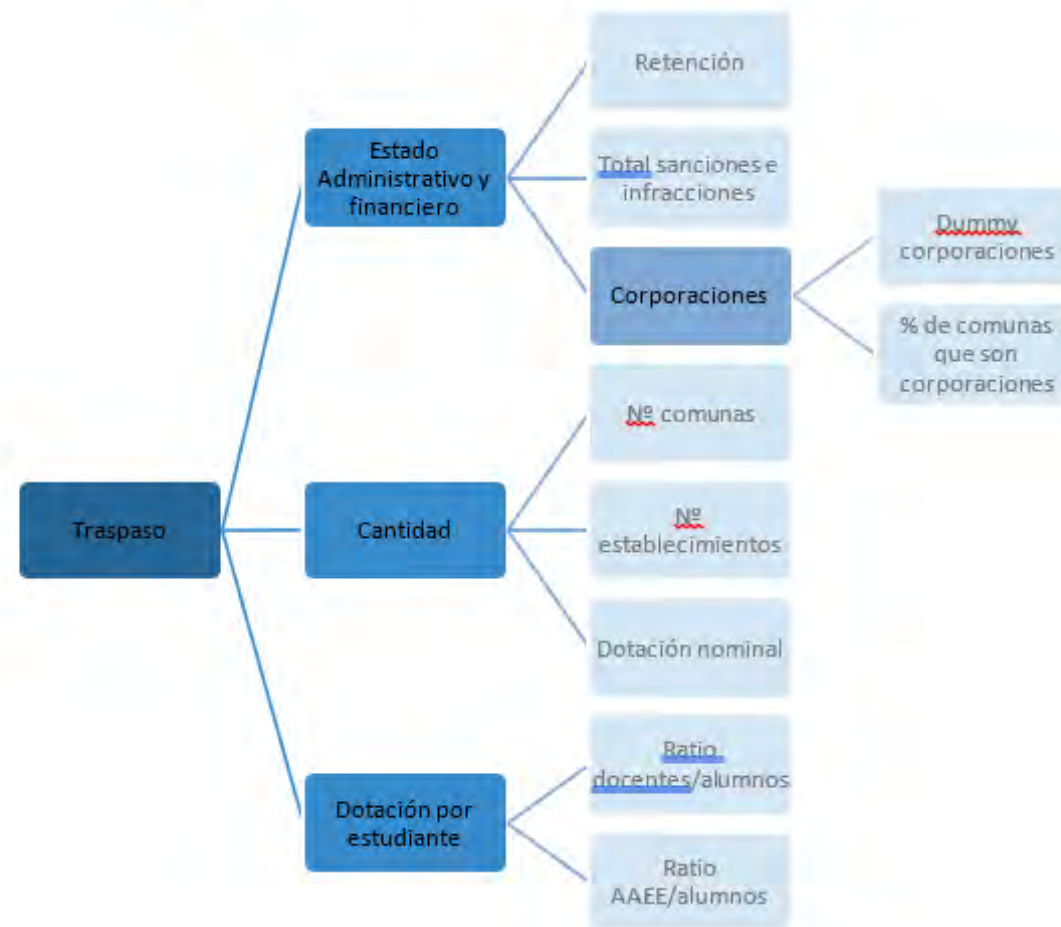 Retención
Estado
Administrativo y
financiero
Total sanciones e
infracciones
Dummy
corporaciones
Corporaciones
% de comunas
que son
corporaciones
Nº comunas
Traspaso
Cantidad
Nº
establecimientos
Dotación nominal
Ratio
docentes/alumnos
Dotación por
estudiante
Ratio
AAEE/alumnos